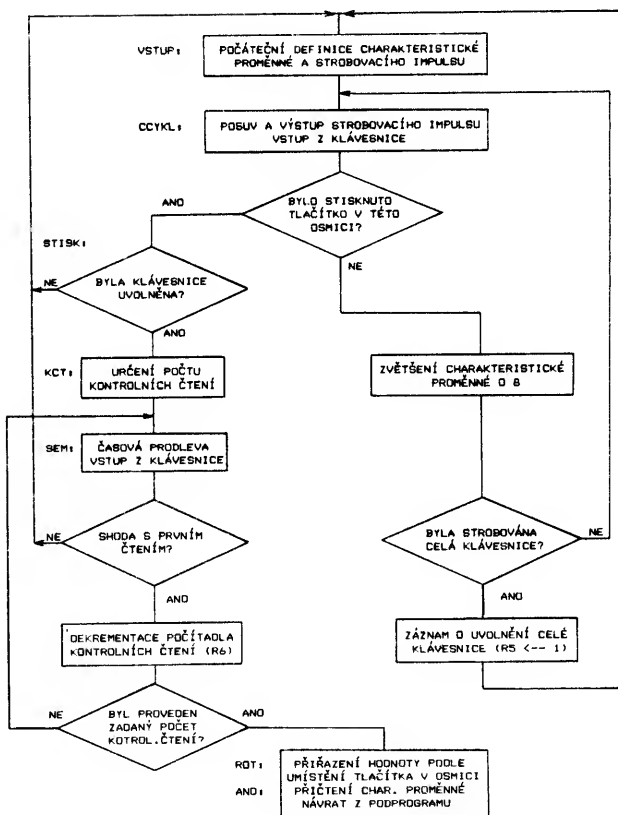 VSTUP: POČÁTEČNÍ DEFINICE CHARAKTERISTICKÉ
PROMĚNNÉ A STROBOVACÍHO IMPULSU
CCYKL: POSUV A VÝSTUP STROBOVACÍHO IMPULSU
VSTUP Z KLÁVESNICE
BYLO STISKNUTO
TLAČÍTKO V TÉTO
OSMICI?
ANO
NE
STISK:
BYLA KLÁVESNICE
UVOLNĚNA?
NE
ANO
KCT: URČENÍ POČTU
KONTROLNÍCH ČTENÍ
ZVĚTŠENÍ CHARAKTERISTICKÉ
PROMĚNNÉ O 8
SEM: ČASOVÁ PRODLEVA
VSTUP Z KLÁVESNICE
SHODA S PRVNÍM
ČTENÍM?
NE
ANO
BYLA STROBOVÁNA
CELÁ KLÁVESNICE?
NE
ANO
DEKREMENTACE POČÍTADLA
KONTROLNÍCH ČTENÍ (R6)
ZÁZNAM O UVOLNĚNÍ CELÉ
KLÁVESNICE (R5 <-- 1)
BYL PROVEDEN
ZADANÝ POČET
KOTROL.ČTENÍ?
NE
ANO
ROT: PŘIŘAZENÍ HODNOTY PODLE
UMÍSTĚNÍ TLAČÍTKA V OSMICI
AND: PŘIČTENÍ CHAR. PROMĚNNÉ
NÁVRAT Z PODPROGRAMU